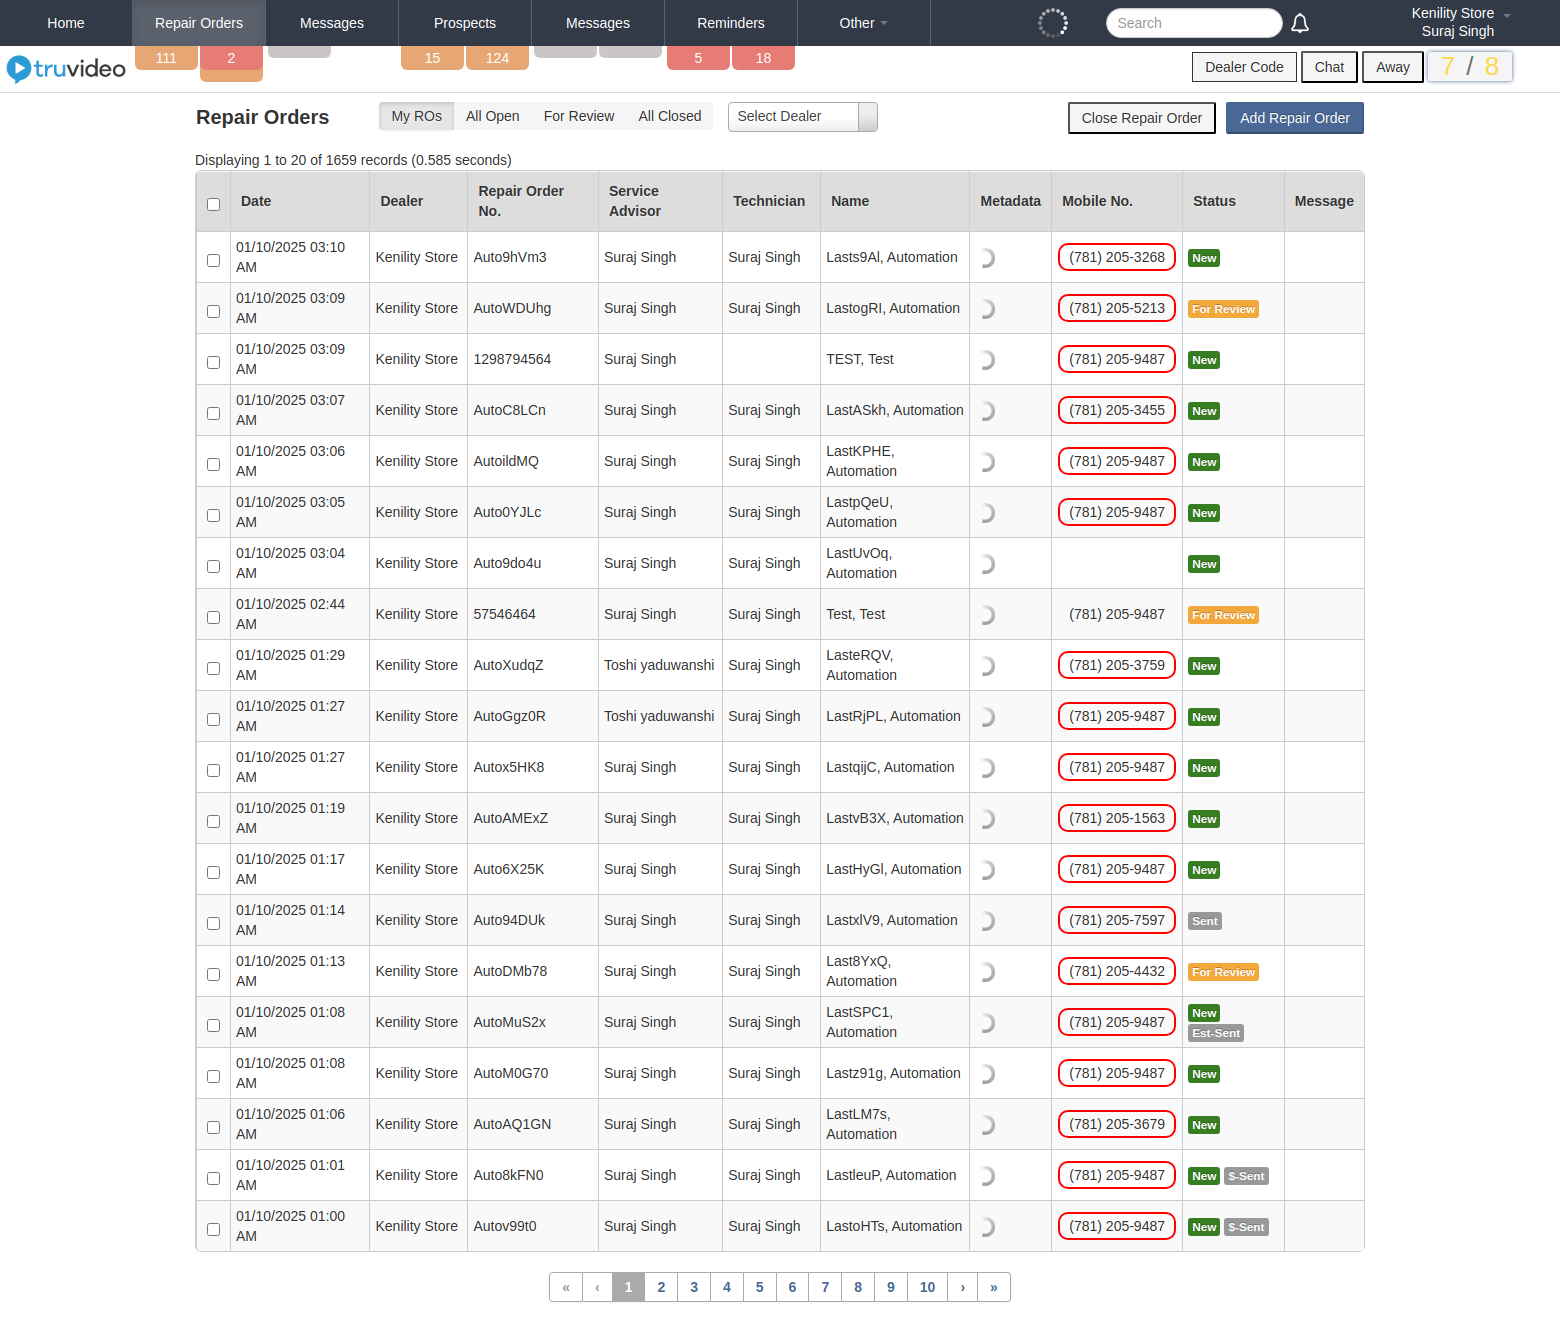 Home Repair Orders Messages Prospects Messages Reminders Other Search Kenility Store
Suraj Singh
truvideo 111 2 15 124 5 18 Dealer Code Chat Away 7 / 8
Repair Orders My ROs All Open For Review All Closed Select Dealer Close Repair Order Add Repair Order
Displaying 1 to 20 of 1659 records (0.585 seconds)
Date Dealer Repair Order No. Service Advisor Technician Name Metadata Mobile No. Status Message
01/10/2025 03:10 AM Kenility Store Auto9hVm3 Suraj Singh Suraj Singh Lasts9Al, Automation (781) 205-3268 New
01/10/2025 03:09 AM Kenility Store AutoWDUhg Suraj Singh Suraj Singh LastogRI, Automation (781) 205-5213 For Review
01/10/2025 03:09 AM Kenility Store 1298794564 Suraj Singh TEST, Test (781) 205-9487 New
01/10/2025 03:07 AM Kenility Store AutoC8LCn Suraj Singh Suraj Singh LastASkh, Automation (781) 205-3455 New
01/10/2025 03:06 AM Kenility Store AutoildMQ Suraj Singh Suraj Singh LastKPHE, Automation (781) 205-9487 New
01/10/2025 03:05 AM Kenility Store Auto0YJLc Suraj Singh Suraj Singh LastpQeU, Automation (781) 205-9487 New
01/10/2025 03:04 AM Kenility Store Auto9do4u Suraj Singh Suraj Singh LastUvOq, Automation New
01/10/2025 02:44 AM Kenility Store 57546464 Suraj Singh Suraj Singh Test, Test (781) 205-9487 For Review
01/10/2025 01:29 AM Kenility Store AutoXudqZ Toshi yaduwanshi Suraj Singh LasteRQV, Automation (781) 205-3759 New
01/10/2025 01:27 AM Kenility Store AutoGgz0R Toshi yaduwanshi Suraj Singh LastRjPL, Automation (781) 205-9487 New
01/10/2025 01:27 AM Kenility Store Autox5HK8 Suraj Singh Suraj Singh LastqijC, Automation (781) 205-9487 New
01/10/2025 01:19 AM Kenility Store AutoAMExZ Suraj Singh Suraj Singh LastvB3X, Automation (781) 205-1563 New
01/10/2025 01:17 AM Kenility Store Auto6X25K Suraj Singh Suraj Singh LastHyGl, Automation (781) 205-9487 New
01/10/2025 01:14 AM Kenility Store Auto94DUk Suraj Singh Suraj Singh LastxlV9, Automation (781) 205-7597 Sent
01/10/2025 01:13 AM Kenility Store AutoDMb78 Suraj Singh Suraj Singh Last8YxQ, Automation (781) 205-4432 For Review
01/10/2025 01:08 AM Kenility Store AutoMuS2x Suraj Singh Suraj Singh LastSPC1, Automation (781) 205-9487 New Est-Sent
01/10/2025 01:08 AM Kenility Store AutoM0G70 Suraj Singh Suraj Singh Lastz91g, Automation (781) 205-9487 New
01/10/2025 01:06 AM Kenility Store AutoAQ1GN Suraj Singh Suraj Singh LastLM7s, Automation (781) 205-3679 New
01/10/2025 01:01 AM Kenility Store Auto8kFN0 Suraj Singh Suraj Singh LastleuP, Automation (781) 205-9487 New $-Sent
01/10/2025 01:00 AM Kenility Store Autov99t0 Suraj Singh Suraj Singh LastoHTs, Automation (781) 205-9487 New $-Sent
« ‹ 1 2 3 4 5 6 7 8 9 10 › »